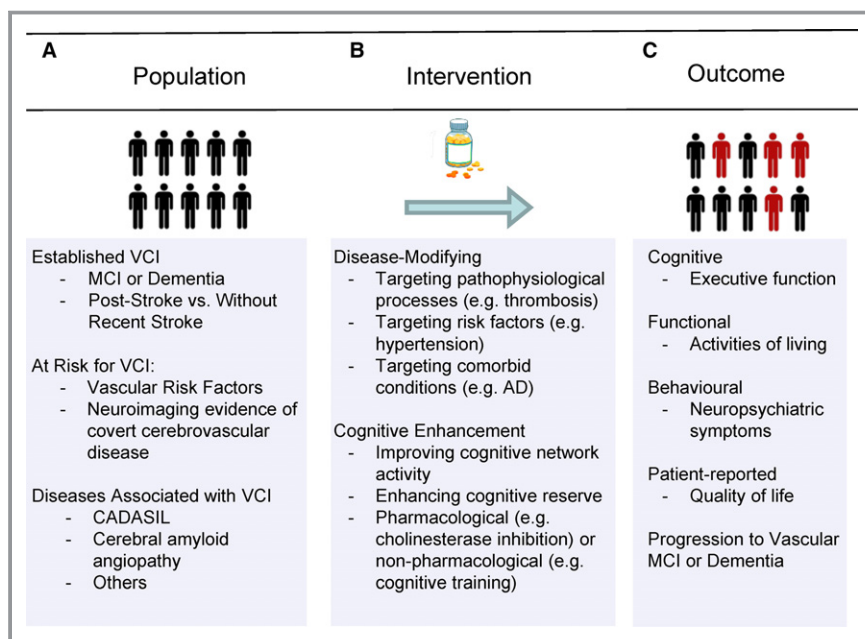 A
Population
Established VCI
- MCI or Dementia
- Post-Stroke vs. Without
Recent Stroke
At Risk for VCI:
- Vascular Risk Factors
- Neuroimaging evidence of
covert cerebrovascular
disease
Diseases Associated with VCI
- CADASIL
- Cerebral amyloid
angiopathy
- Others
B
Intervention
Disease-Modifying
- Targeting pathophysiological
processes (e.g. thrombosis)
- Targeting risk factors (e.g.
hypertension)
- Targeting comorbid
conditions (e.g. AD)
Cognitive Enhancement
- Improving cognitive network
activity
- Enhancing cognitive reserve
- Pharmacological (e.g.
cholinesterase inhibition) or
non-pharmacological (e.g.
cognitive training)
C
Outcome
Cognitive
- Executive function
Functional
- Activities of living
Behavioural
- Neuropsychiatric
symptoms
Patient-reported
- Quality of life
Progression to Vascular
MCI or Dementia